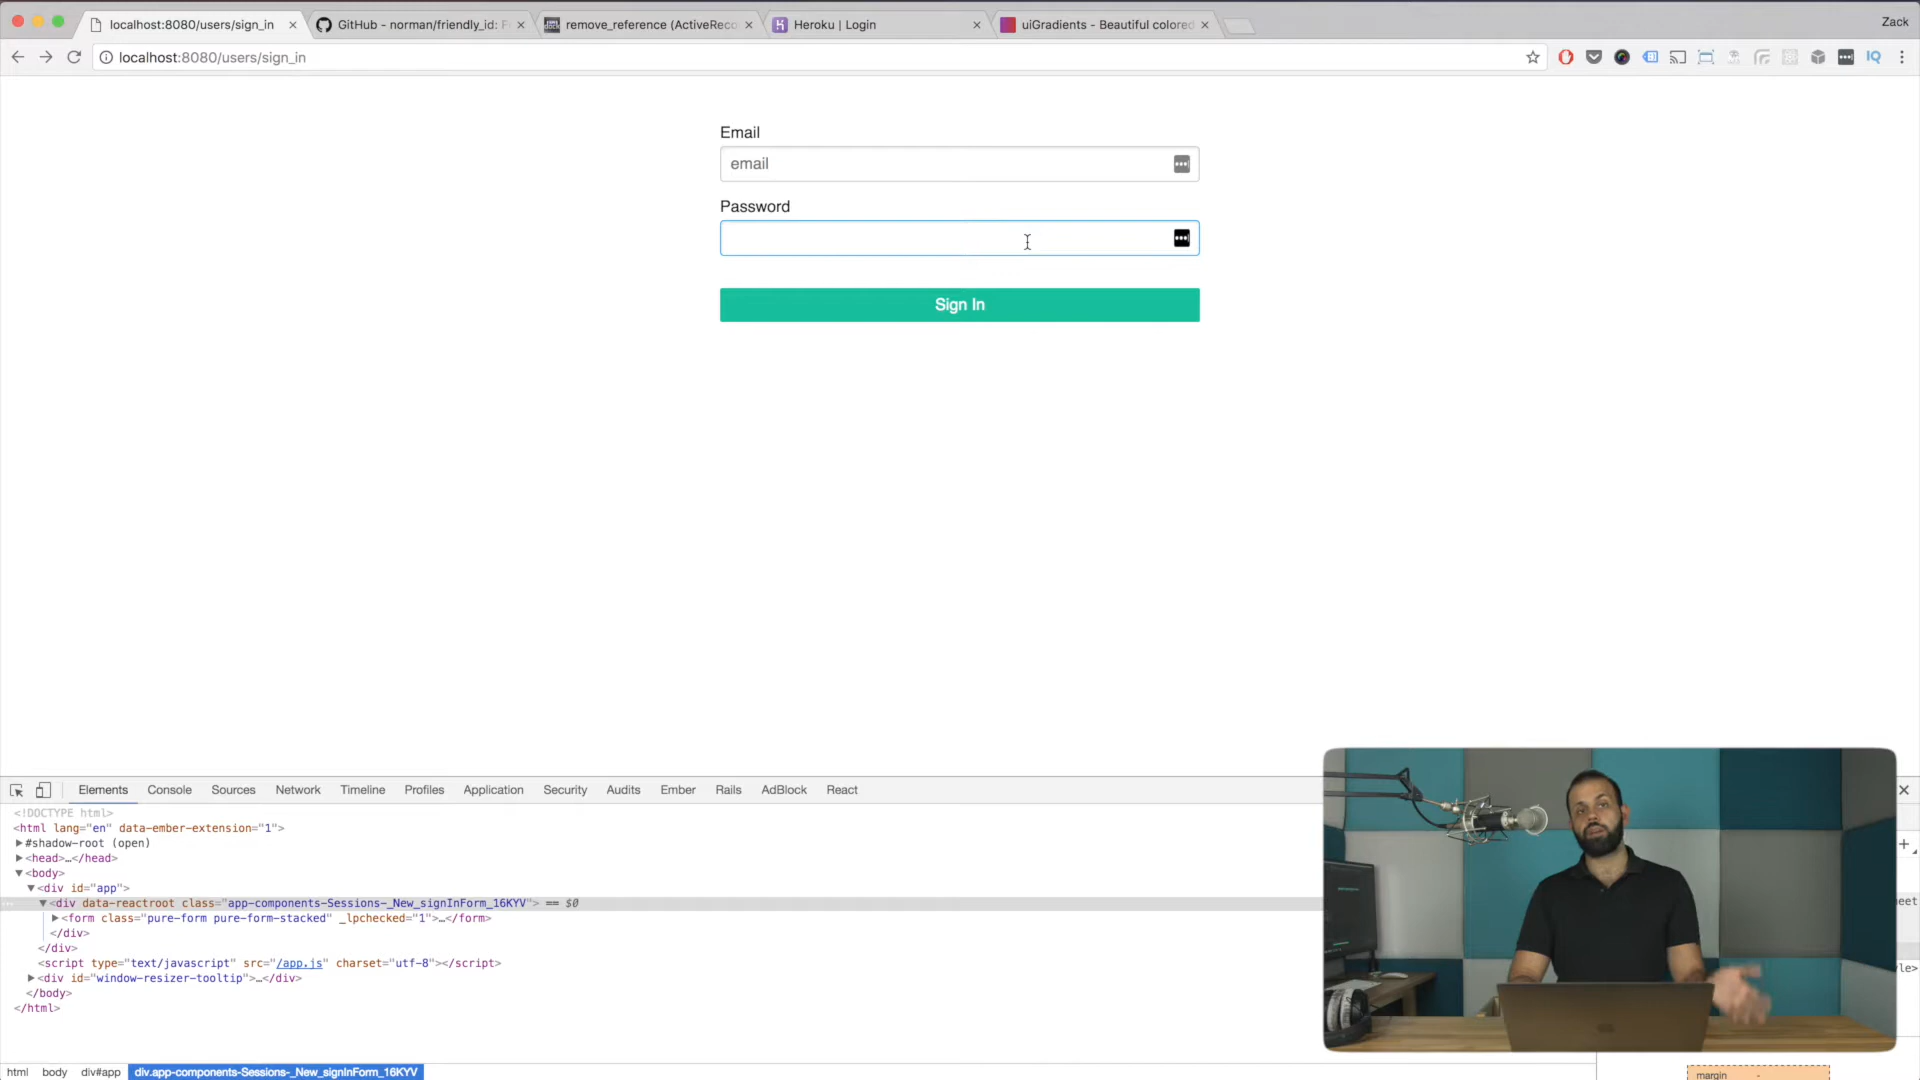 localhost:8080/users/sign_in
GitHub - norman/friendly_id: F
remove_reference (ActiveReco
Heroku | Login
uiGradients - Beautiful colored
Zack
localhost:8080/users/sign_in
IQ
Email
email
Password
Sign In
Elements Console Sources Network Timeline Profiles Application Security Audits Ember Rails AdBlock React
<!DOCTYPE html>
<html lang="en" data-ember-extension="1">
#shadow-root (open)
<head>…</head>
<body>
<div id="app">
<div data-reactroot class="app-components-Sessions-_New_signInForm_16KYV"> == $0
<form class="pure-form pure-form-stacked" _lpchecked="1">…</form>
</div>
</div>
<script type="text/javascript" src="/app.js" charset="utf-8"></script>
<div id="window-resizer-tooltip">…</div>
</body>
</html>
html body div#app div.app-components-Sessions-_New_signInForm_16KYV
margin -